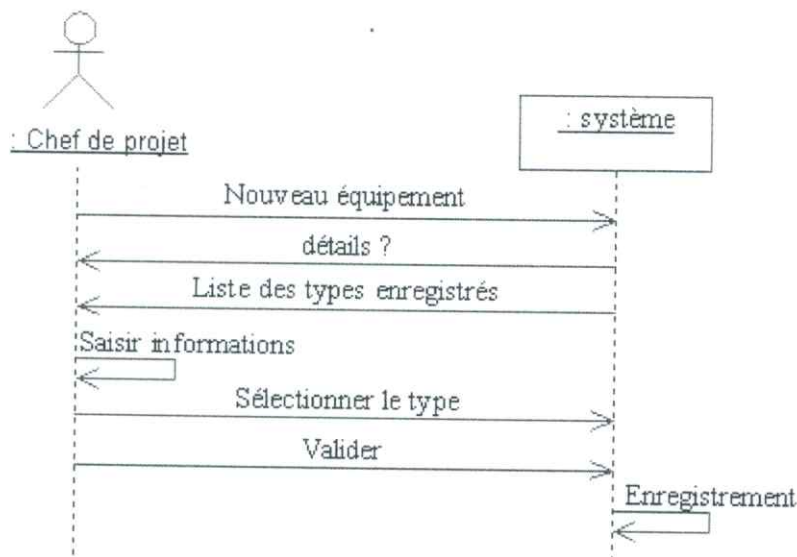 : Chef de projet
: système
Nouveau équipement
détails ?
Liste des types enregistrés
Saisir informations
Sélectionner le type
Valider
Enregistrement